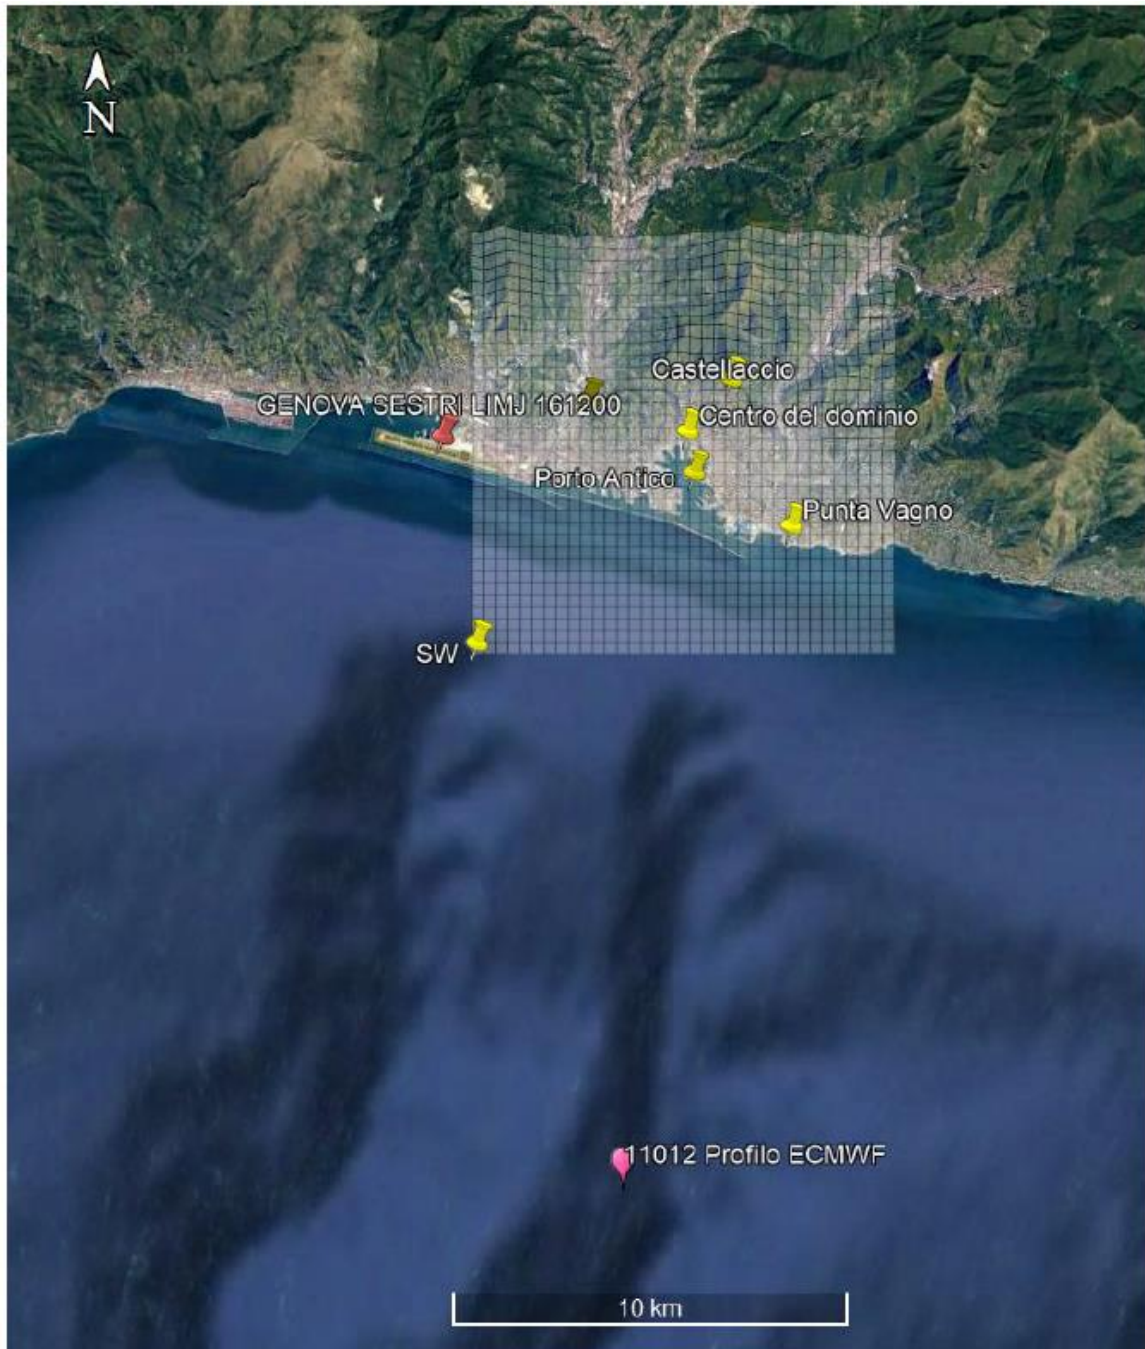 N
Castellaccio
GENOVA SESTRI LIMJ 161200
Centro del dominio
Porto Antico
Punta Vagno
SW
11012 Profilo ECMWF
10 km